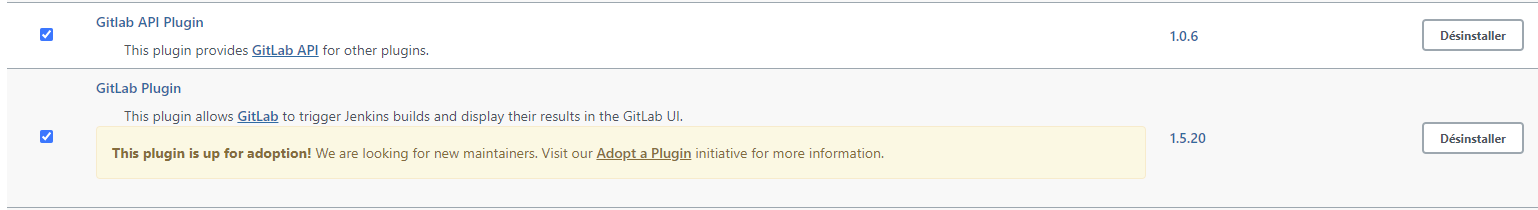 Gitlab API Plugin
This plugin provides GitLab API for other plugins.
1.0.6
Désinstaller
GitLab Plugin
This plugin allows GitLab to trigger Jenkins builds and display their results in the GitLab UI.
This plugin is up for adoption! We are looking for new maintainers. Visit our Adopt a Plugin initiative for more information.
1.5.20
Désinstaller